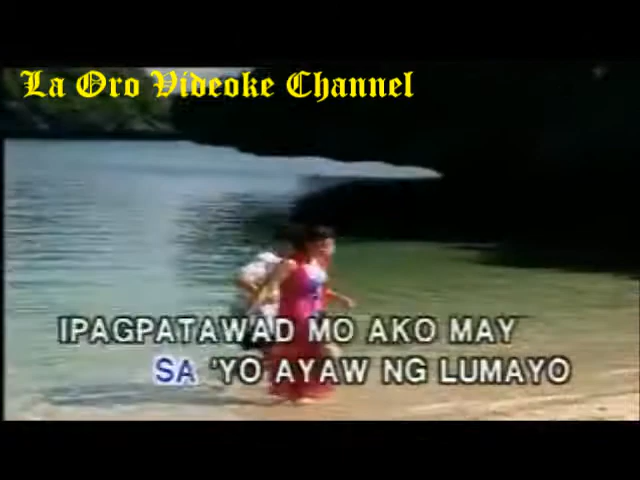 La Oro Videoke Channel
IPAGPATAWAD MO AKO MAY
SA 'YO AYAW NG LUMAYO